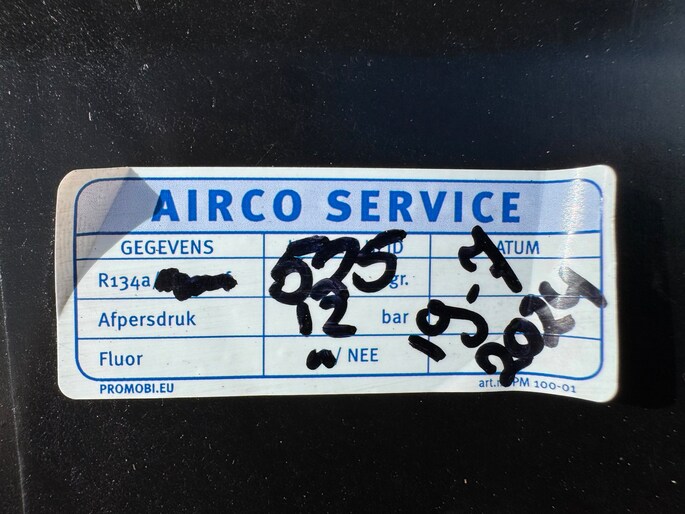 AIRCO SERVICE
GEGEVENS ATUM
R134a 575 gr.
Afpersdruk 12 bar 19-7 2024
Fluor / NEE
PROMOBI.EU PM 100-01